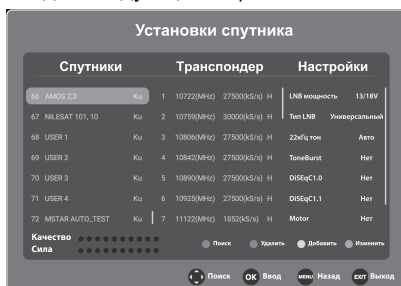 Установки спутника
Спутники Транспондер Настройки
66 AMOS 2,3 Ku 1 10722(MHz) 27500(kS/s) H LNB мощность 13/18V
67 NILESAT 101, 10 Ku 2 10759(MHz) 30000(kS/s) H Тип LNB Универсальный
68 USER 1 Ku 3 10806(MHz) 27500(kS/s) H 22кГц тон Авто
69 USER 2 Ku 4 10842(MHz) 27500(kS/s) H ToneBurst Нет
70 USER 3 Ku 5 10890(MHz) 27500(kS/s) H DiSEqC1.0 Нет
71 USER 4 Ku 6 10925(MHz) 27500(kS/s) H DiSEqC1.1 Нет
72 MSTAR AUTO_TEST Ku 7 11122(MHz) 1852(kS/s) H Motor Нет
Качество
Сила
Поиск Удалить Добавить Изменить
Поиск OK Ввод MENU Назад EXIT Выход